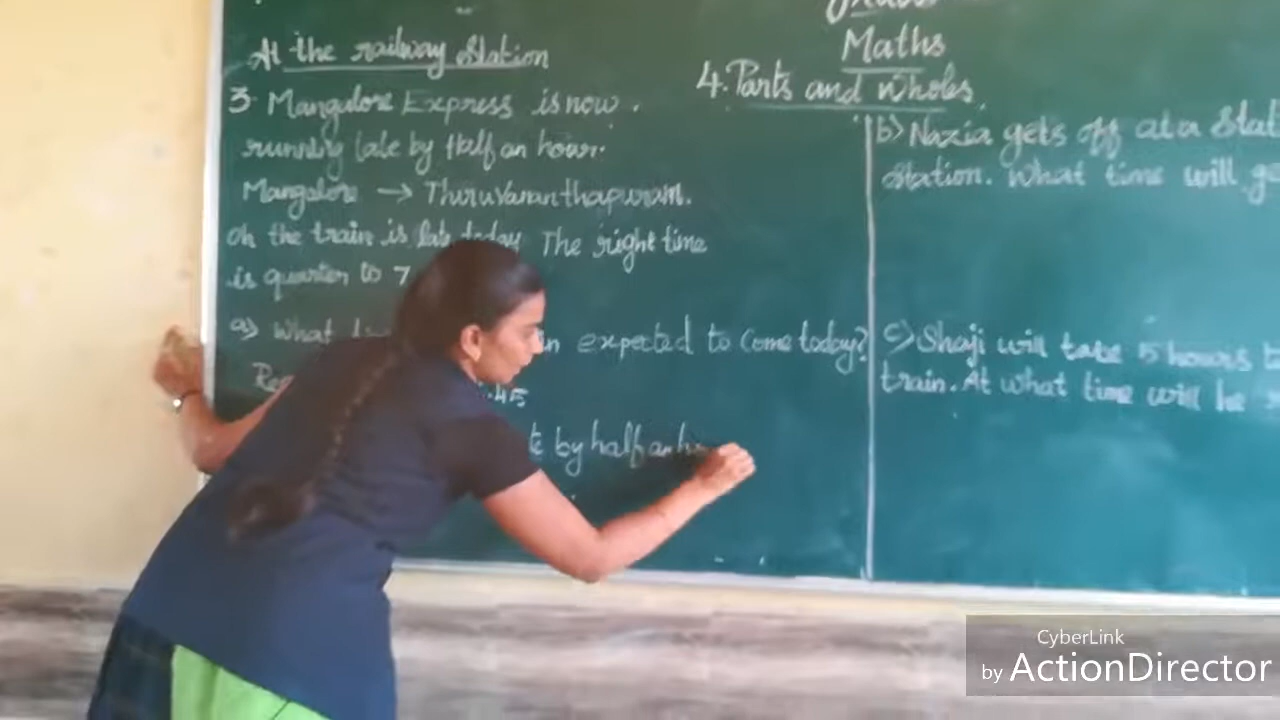 Maths
4. Parts and Wholes
At the railway Station
3 Mangalore Express is now.
running late by Half an hour.
Mangalore → Thiruvananthapuram.
Oh the train is late today The right time
is quarter to 7
a) What in expected to come today?
.45
by half an
b) Nazia gets off at a
station. What time will
c) Shaji will take 5 hours
train. At what time will he
CyberLink
by ActionDirector